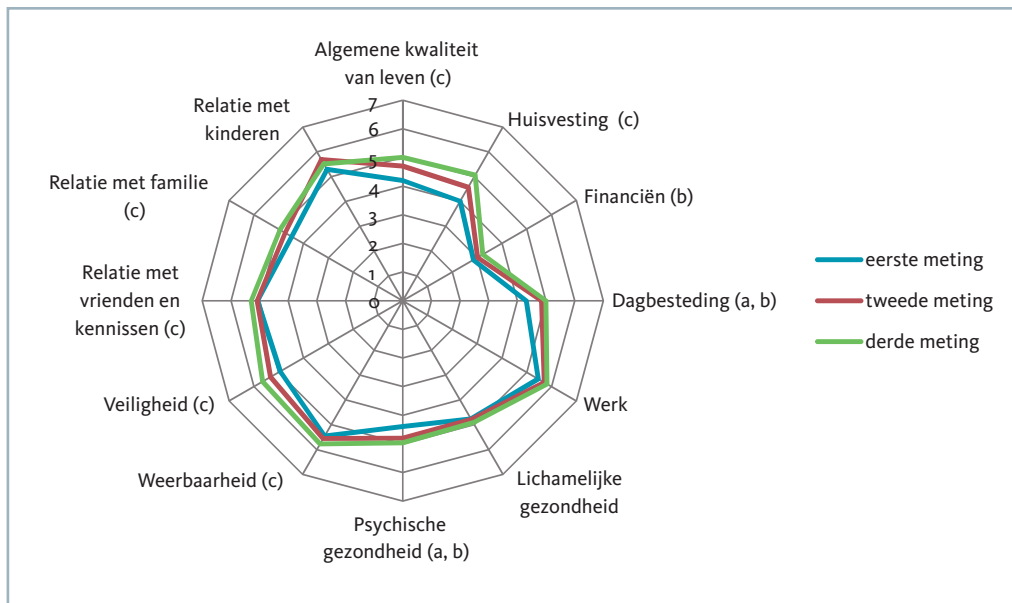 Algemene kwaliteit
van leven (c)
Huisvesting (c)
Financiën (b)
Dagbesteding (a, b)
Werk
Lichamelijke
gezondheid
Psychische
gezondheid (a, b)
Weerbaarheid (c)
Veiligheid (c)
Relatie met
vrienden en
kennissen (c)
Relatie met familie
(c)
Relatie met
kinderen
7
6
5
4
3
2
1
0
eerste meting
tweede meting
derde meting